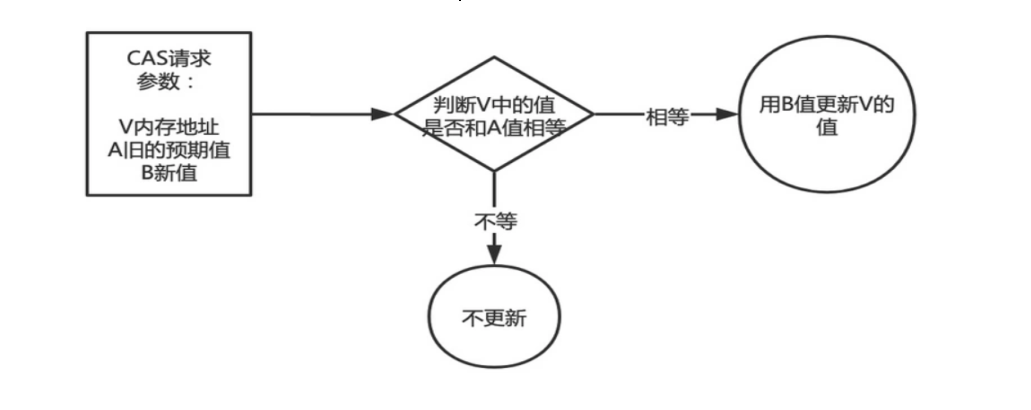 CAS请求
参数：
V内存地址
A旧的预期值
B新值
判断V中的值
是否和A值相等
相等
用B值更新V的
值
不等
不更新